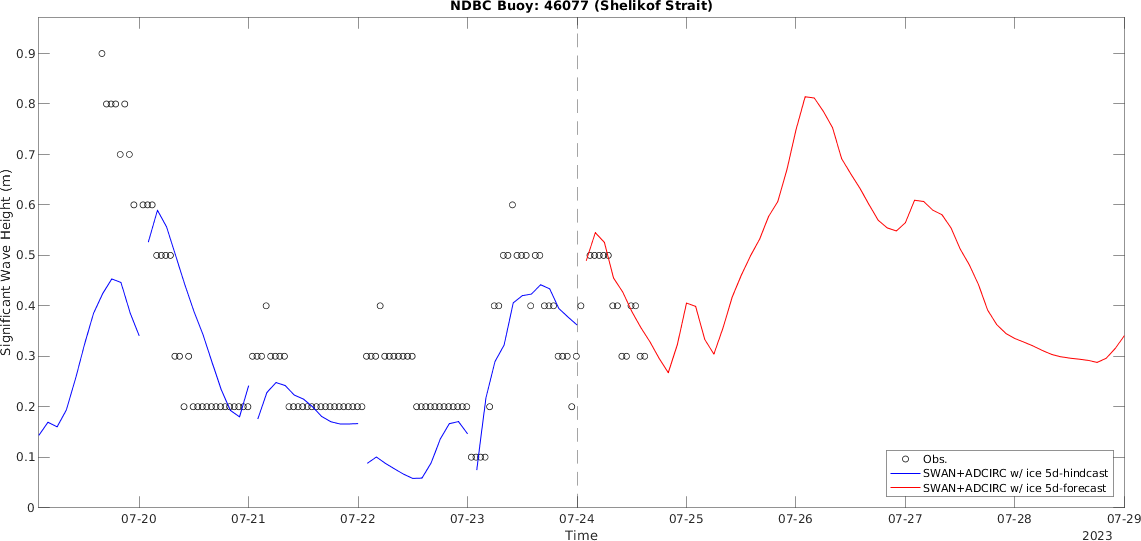 NDBC Buoy: 46077 (Shelikof Strait)
0.9
0.8
0.7
0.6
0.5
0.4
0.3
0.2
0.1
0
Significant Wave Height (m)
Obs.
SWAN+ADCIRC w/ ice 5d-hindcast
SWAN+ADCIRC w/ ice 5d-forecast
07-20 07-21 07-22 07-23 07-24 07-25 07-26 07-27 07-28 07-29
Time
2023